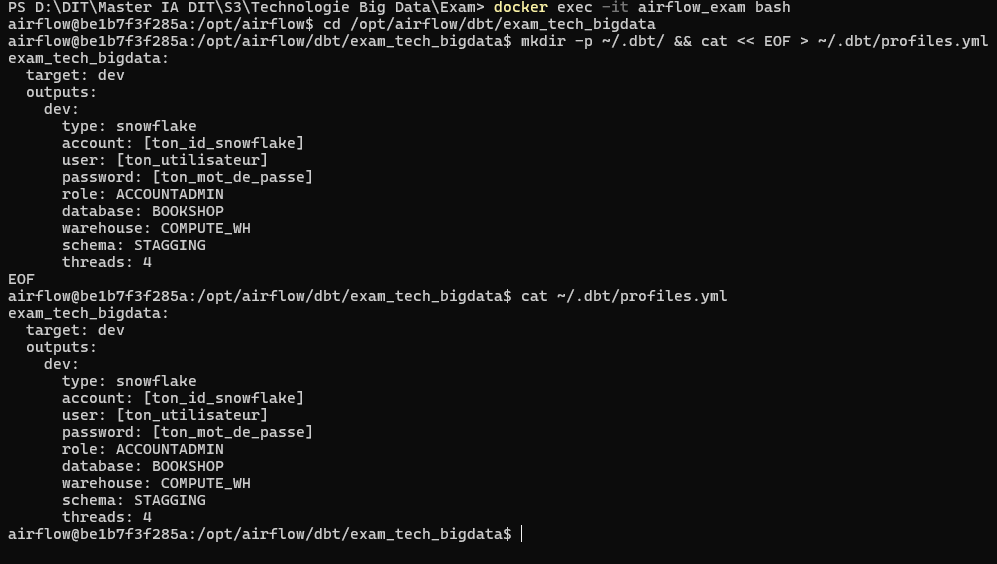 PS D:\DIT\Master IA DIT\S3\Technologie Big Data\Exam> docker exec -it airflow_exam bash
airflow@be1b7f3f285a:/opt/airflow$ cd /opt/airflow/dbt/exam_tech_bigdata
airflow@be1b7f3f285a:/opt/airflow/dbt/exam_tech_bigdata$ mkdir -p ~/.dbt/ && cat << EOF > ~/.dbt/profiles.yml
exam_tech_bigdata:
  target: dev
  outputs:
    dev:
      type: snowflake
      account: [ton_id_snowflake]
      user: [ton_utilisateur]
      password: [ton_mot_de_passe]
      role: ACCOUNTADMIN
      database: BOOKSHOP
      warehouse: COMPUTE_WH
      schema: STAGGING
      threads: 4
EOF
airflow@be1b7f3f285a:/opt/airflow/dbt/exam_tech_bigdata$ cat ~/.dbt/profiles.yml
exam_tech_bigdata:
  target: dev
  outputs:
    dev:
      type: snowflake
      account: [ton_id_snowflake]
      user: [ton_utilisateur]
      password: [ton_mot_de_passe]
      role: ACCOUNTADMIN
      database: BOOKSHOP
      warehouse: COMPUTE_WH
      schema: STAGGING
      threads: 4
airflow@be1b7f3f285a:/opt/airflow/dbt/exam_tech_bigdata$